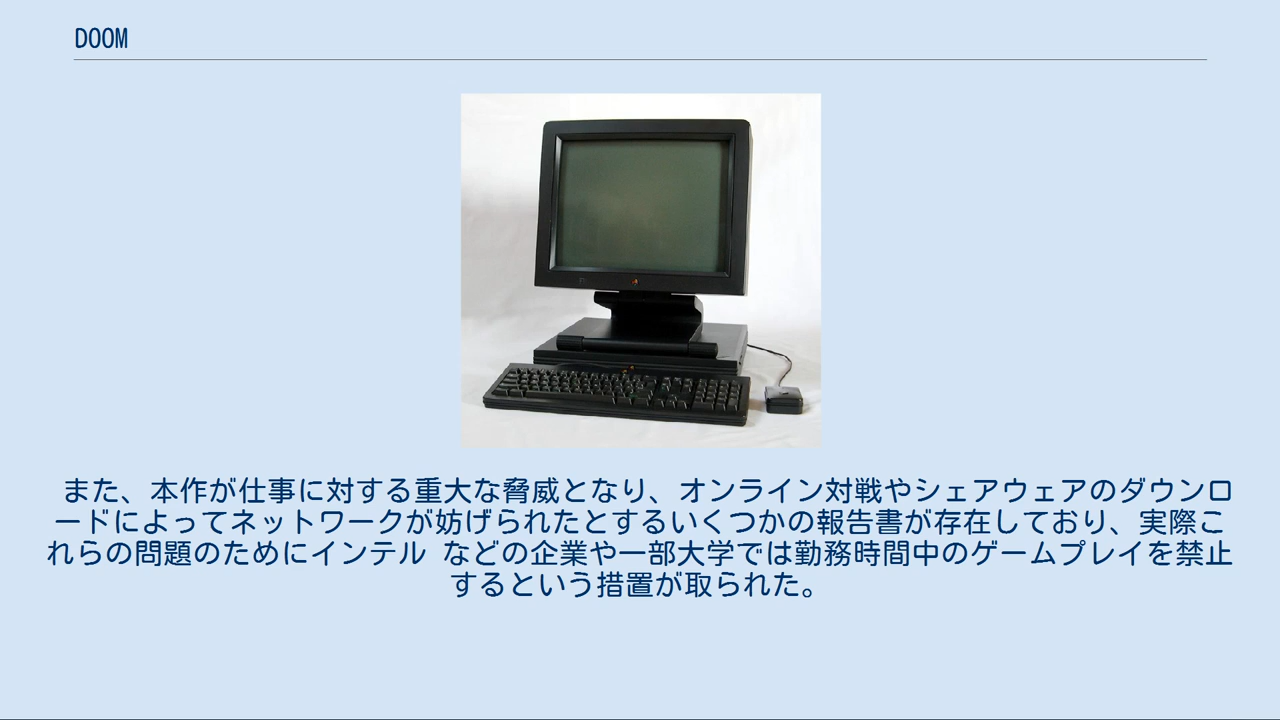 DOOM
また、本作が仕事に対する重大な脅威となり、オンライン対戦やシェアウェアのダウンロ
ードによってネットワークが妨げられたとするいくつかの報告書が存在しており、実際こ
れらの問題のためにインテル などの企業や一部大学では勤務時間中のゲームプレイを禁止
するという措置が取られた。